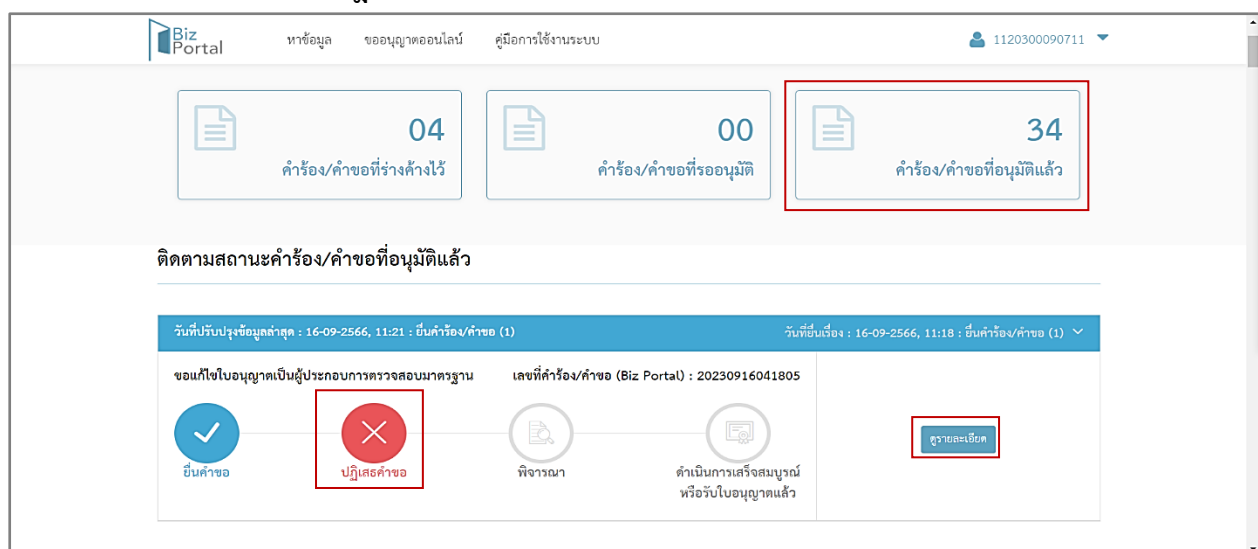 Biz
Portal
หาข้อมูล ขออนุญาตออนไลน์ คู่มือการใช้งานระบบ 1120300090711
04
คำร้อง/คำขอที่ร่างค้างไว้
00
คำร้อง/คำขอที่รออนุมัติ
34
คำร้อง/คำขอที่อนุมัติแล้ว
ติดตามสถานะคำร้อง/คำขอที่อนุมัติแล้ว
วันที่ปรับปรุงข้อมูลล่าสุด : 16-09-2566, 11:21 : ยื่นคำร้อง/คำขอ (1) วันที่ยื่นเรื่อง : 16-09-2566, 11:18 : ยื่นคำร้อง/คำขอ (1)
ขอแก้ไขใบอนุญาตเป็นผู้ประกอบการตรวจสอบมาตรฐาน เลขที่คำร้อง/คำขอ (Biz Portal) : 20230916041805
ยื่นคำขอ
ปฏิเสธคำขอ
พิจารณา
ดำเนินการเสร็จสมบูรณ์
หรือรับใบอนุญาตแล้ว
ดูรายละเอียด